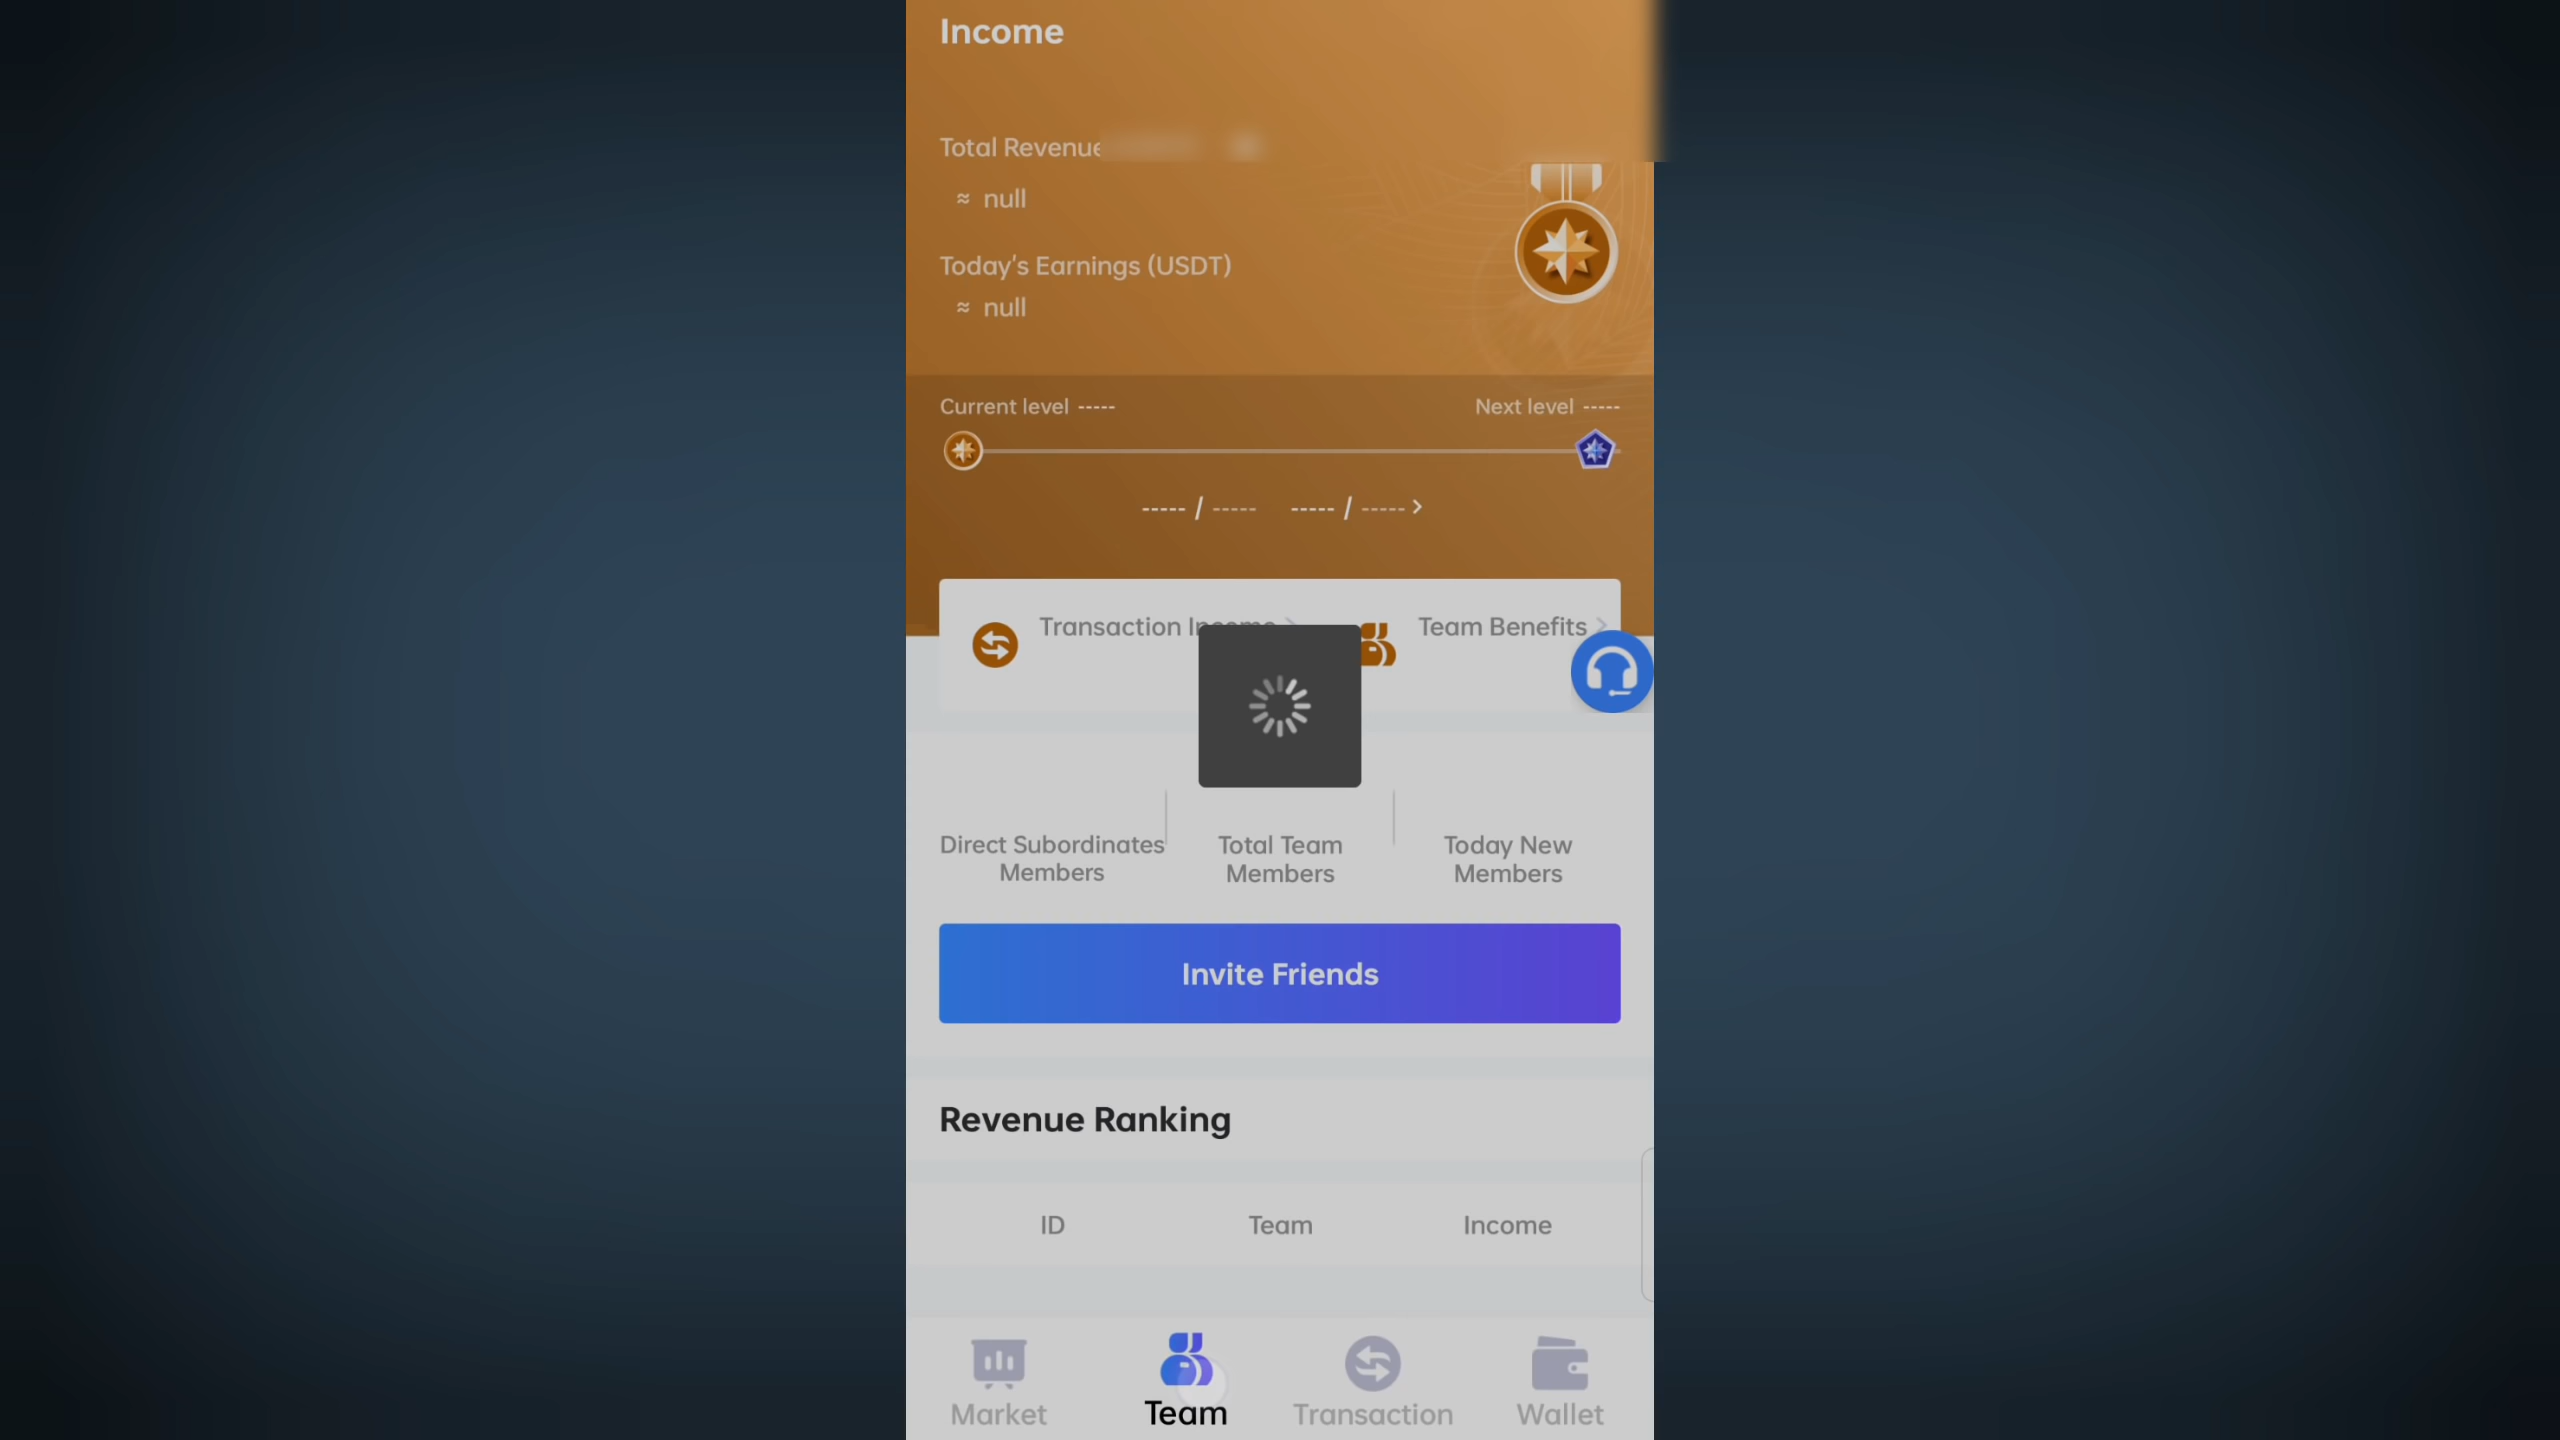 Income
Total Revenue
≈ null
Today's Earnings (USDT)
≈ null
Current level -----
Next level -----
----- / ----- ----- / ----- >
Transaction Income >
Team Benefits >
Direct Subordinates
Members
Total Team
Members
Today New
Members
Invite Friends
Revenue Ranking
ID Team Income
Market Team Transaction Wallet